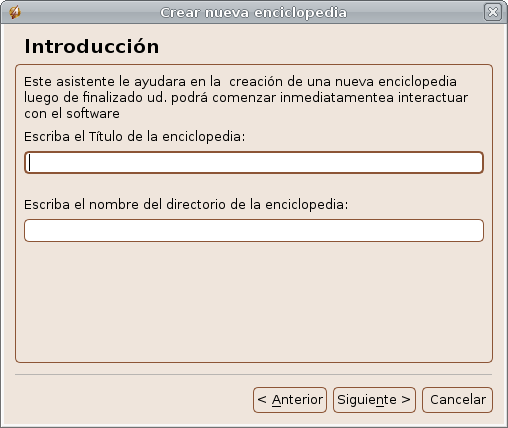 Crear nueva enciclopedia
Introducción
Este asistente le ayudara en la  creación de una nueva enciclopedia
luego de finalizado ud. podrá comenzar inmediatamentea interactuar
con el software
Escriba el Título de la enciclopedia:
Escriba el nombre del directorio de la enciclopedia:
< Anterior
Siguiente >
Cancelar